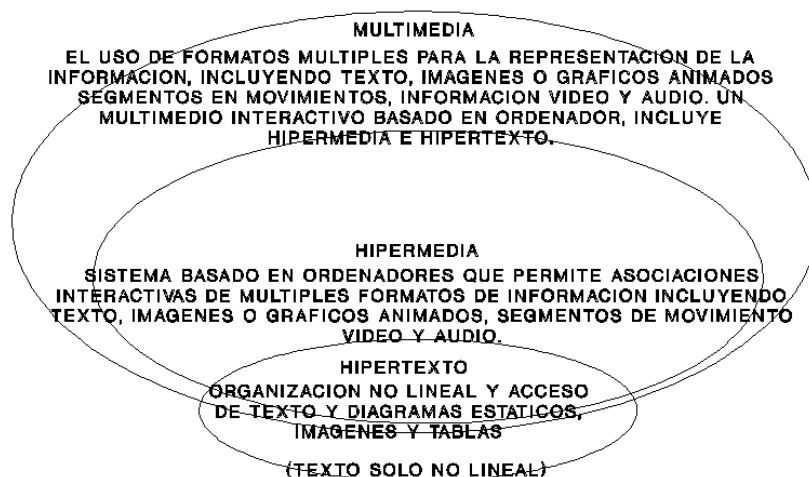 MULTIMEDIA
EL USO DE FORMATOS MULTIPLES PARA LA REPRESENTACION DE LA
INFORMACION, INCLUYENDO TEXTO, IMAGENES O GRAFICOS ANIMADOS
SEGMENTOS EN MOVIMIENTOS, INFORMACION VIDEO Y AUDIO. UN
MULTIMEDIO INTERACTIVO BASADO EN ORDENADOR, INCLUYE
HIPERMEDIA E HIPERTEXTO.
HIPERMEDIA
SISTEMA BASADO EN ORDENADORES QUE PERMITE ASOCIACIONES
INTERACTIVAS DE MULTIPLES FORMATOS DE INFORMACION INCLUYENDO
TEXTO, IMAGENES O GRAFICOS ANIMADOS, SEGMENTOS DE MOVIMIENTO
VIDEO Y AUDIO.
HIPERTEXTO
ORGANIZACION NO LINEAL Y ACCESO
DE TEXTO Y DIAGRAMAS ESTATICOS,
IMAGENES Y TABLAS
(TEXTO SOLO NO LINEAL)